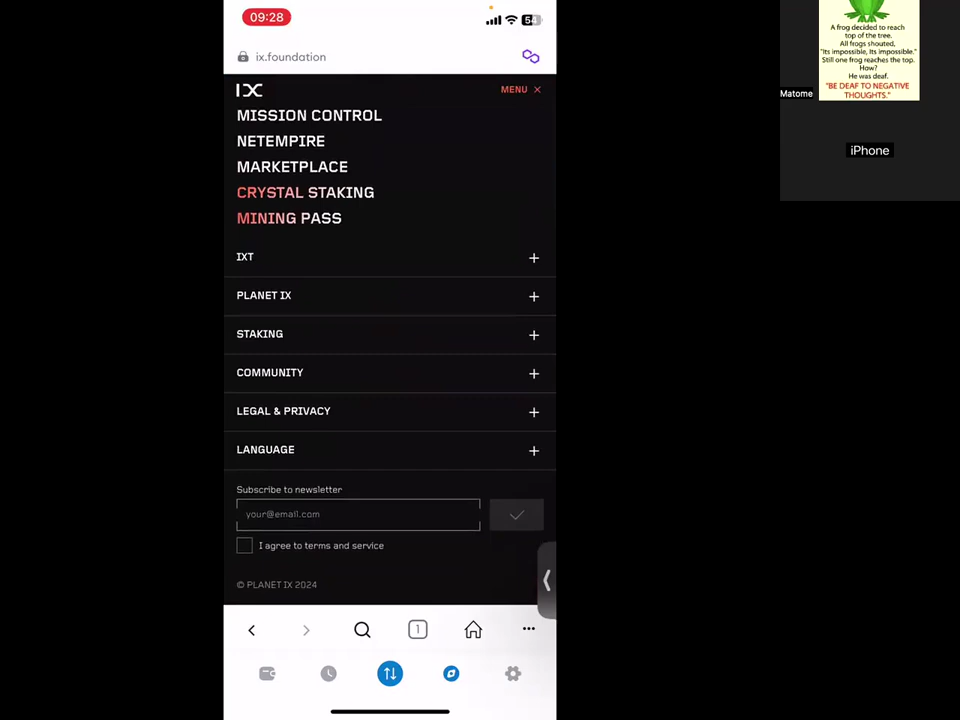 09:28
54
ix.foundation
IX
MENU ×
MISSION CONTROL
NETEMPIRE
MARKETPLACE
CRYSTAL STAKING
MINING PASS
IXT +
PLANET IX +
STAKING +
COMMUNITY +
LEGAL & PRIVACY +
LANGUAGE +
Subscribe to newsletter
your@email.com
I agree to terms and service
© PLANET IX 2024
1
A frog decided to reach
top of the tree.
All frogs shouted,
"Its impossible, Its impossible."
Still one frog reaches the top.
How?
He was deaf.
"BE DEAF TO NEGATIVE
THOUGHTS."
Matome
iPhone